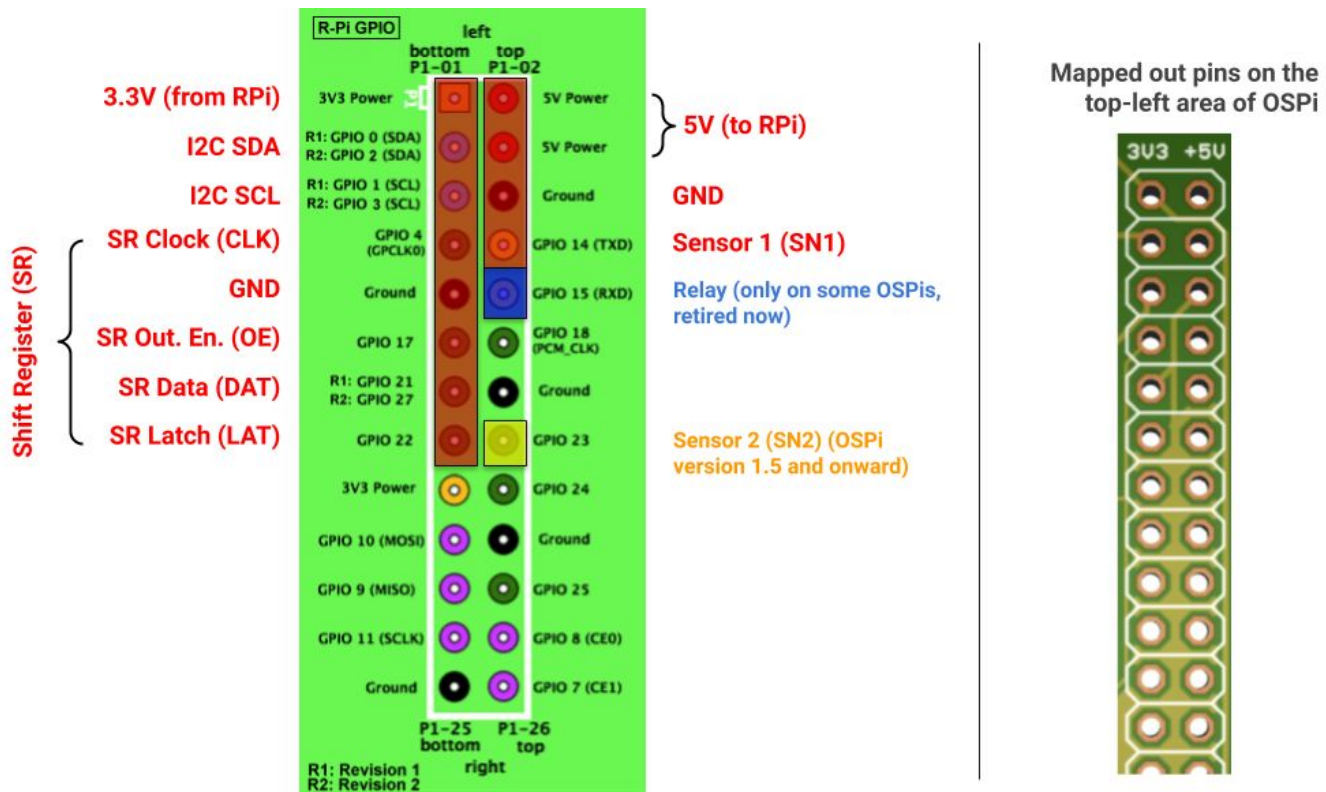 R-Pi GPIO
left
bottom top
P1-01 P1-02
3.3V (from RPi)
3V3 Power
5V Power
5V (to RPi)
I2C SDA
R1: GPIO 0 (SDA)
R2: GPIO 2 (SDA)
5V Power
I2C SCL
R1: GPIO 1 (SCL)
R2: GPIO 3 (SCL)
Ground
GND
Shift Register (SR)
SR Clock (CLK)
GPIO 4
(GPCLK0)
GPIO 14 (TXD)
Sensor 1 (SN1)
GND
Ground
GPIO 15 (RXD)
Relay (only on some OSPis,
retired now)
SR Out. En. (OE)
GPIO 17
GPIO 18
(PCM_CLK)
SR Data (DAT)
R1: GPIO 21
R2: GPIO 27
Ground
SR Latch (LAT)
GPIO 22
GPIO 23
Sensor 2 (SN2) (OSPi
version 1.5 and onward)
3V3 Power
GPIO 24
GPIO 10 (MOSI)
Ground
GPIO 9 (MISO)
GPIO 25
GPIO 11 (SCLK)
GPIO 8 (CE0)
Ground
GPIO 7 (CE1)
P1-25 P1-26
bottom top
right
R1: Revision 1
R2: Revision 2
Mapped out pins on the
top-left area of OSPi
3V3 +5V